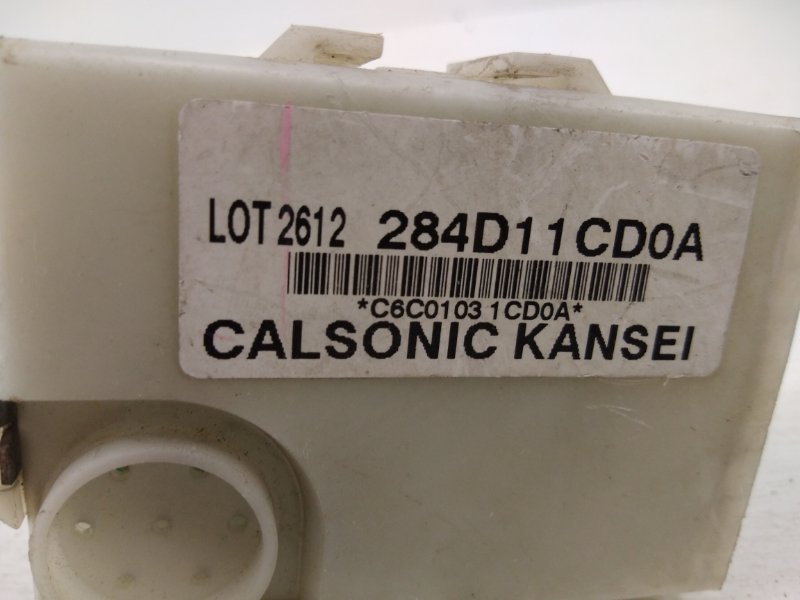 LOT 2612 284D11CD0A
*C6C0103 1CD0A*
CALSONIC KANSEI